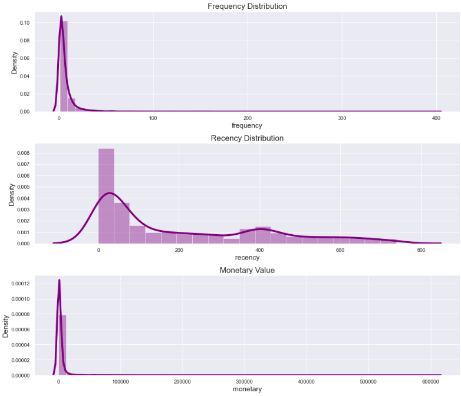 Frequency Distribution
0.10
0.08
0.06
0.04
0.02
0.00
Density
0 100 200 300 400
frequency
Recency Distribution
0.008
0.007
0.006
0.005
0.004
0.003
0.002
0.001
0.000
Density
0 200 400 600 800
recency
Monetary Value
0.00012
0.00010
0.00008
0.00006
0.00004
0.00002
0.00000
Density
0 100000 200000 300000 400000 500000 600000
monetary